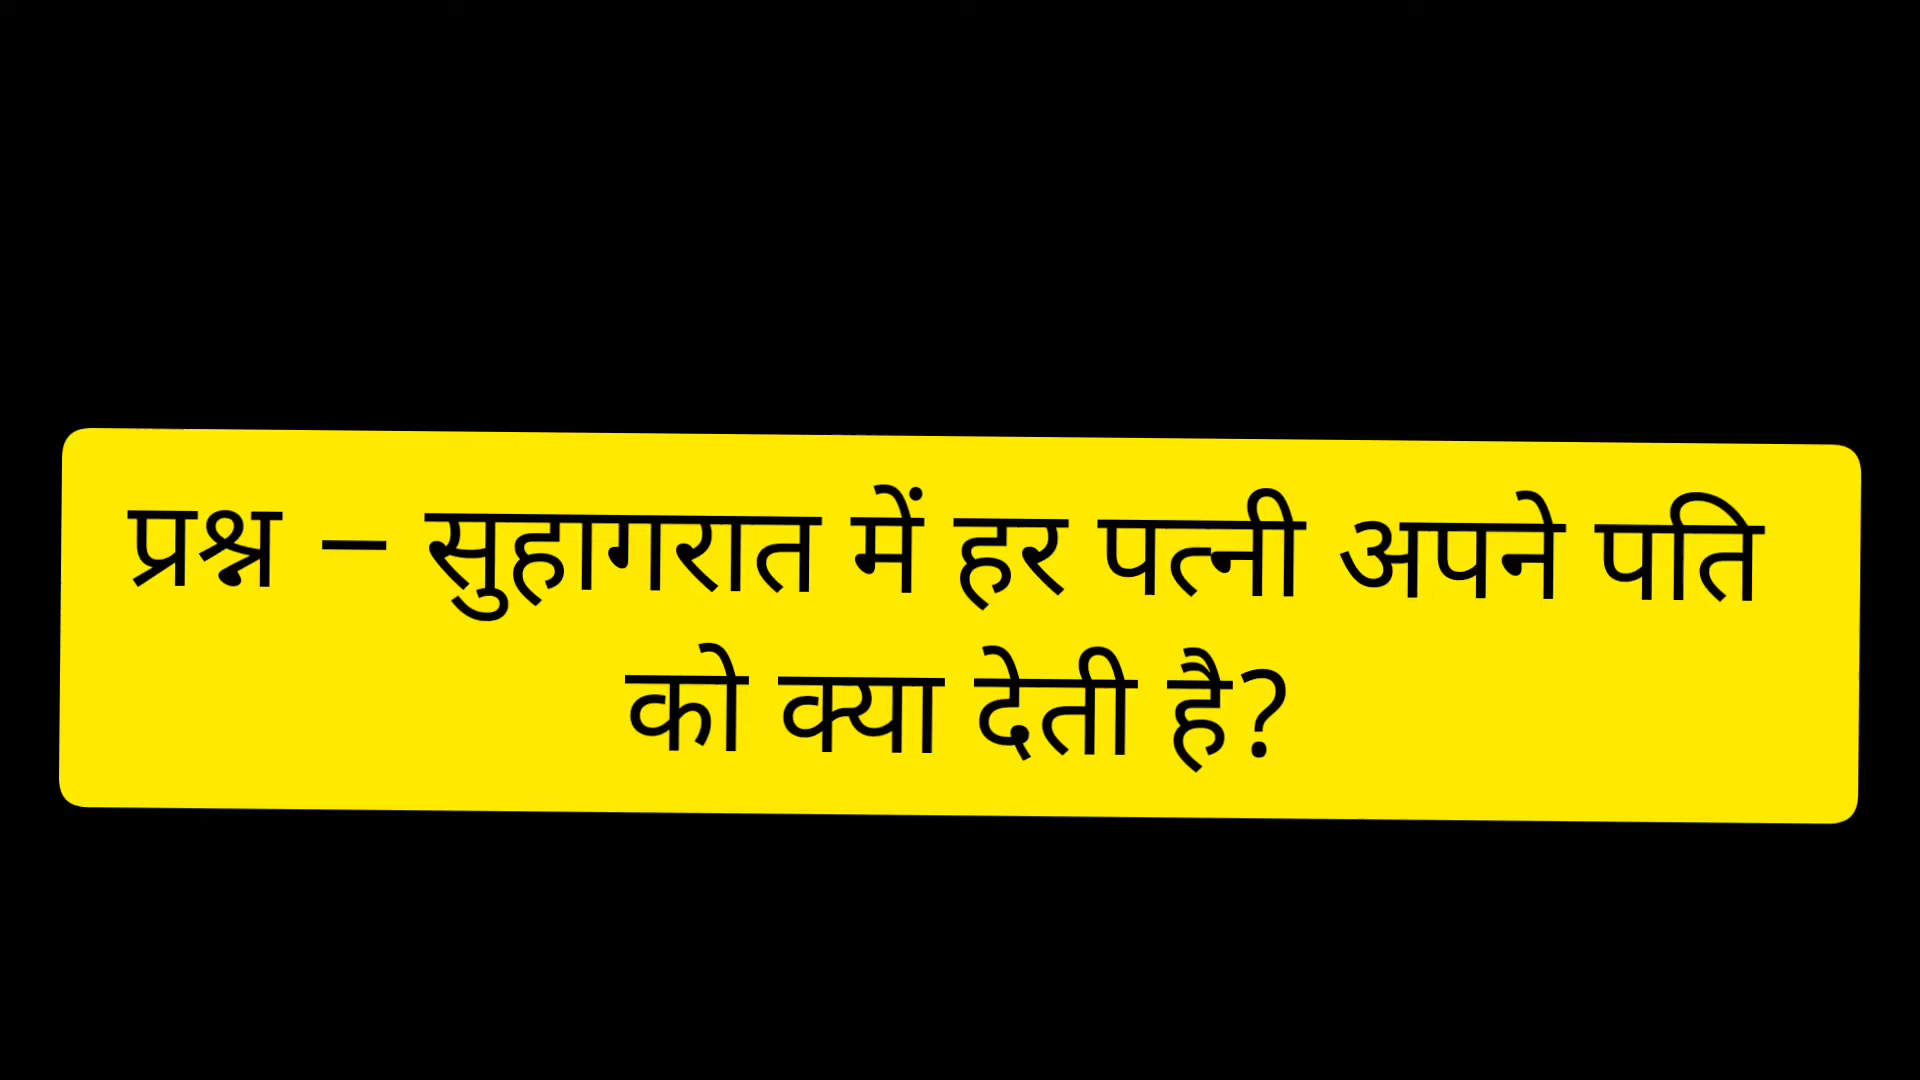 प्रश्न – सुहागरात में हर पत्नी अपने पति
को क्या देती है?